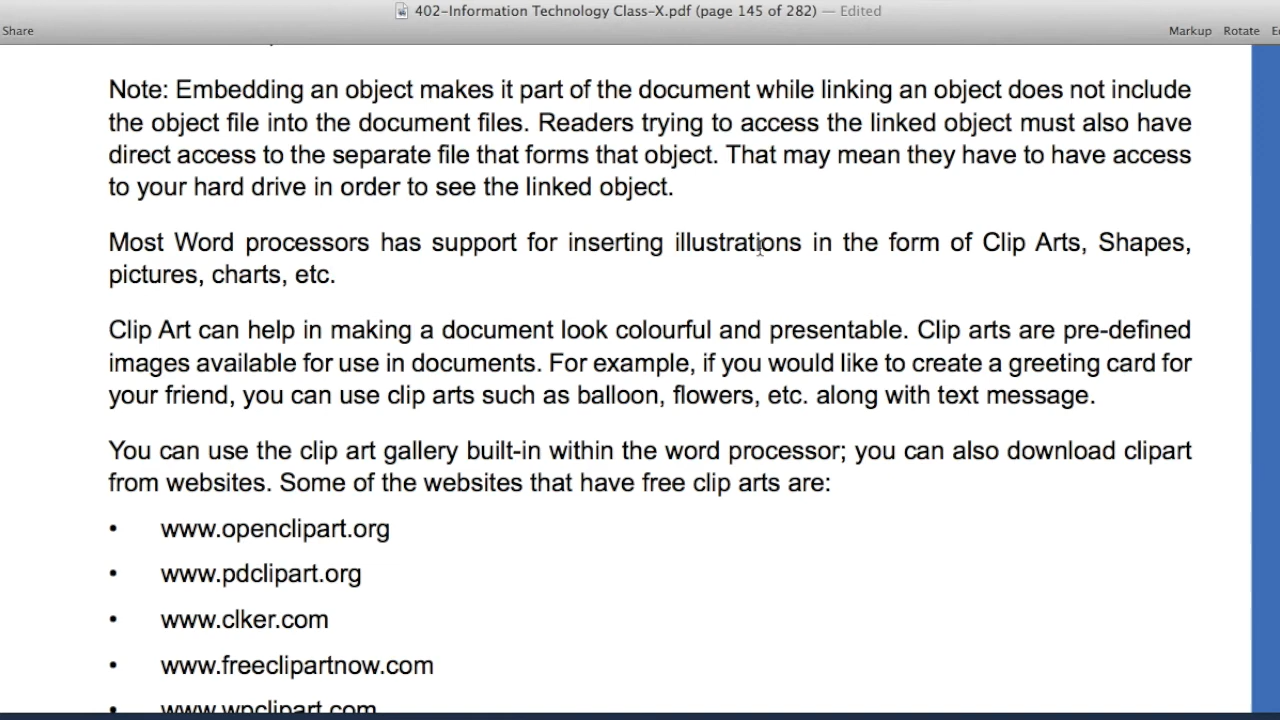 402-Information Technology Class-X.pdf (page 145 of 282) — Edited
Share
Markup Rotate
Note: Embedding an object makes it part of the document while linking an object does not include
the object file into the document files. Readers trying to access the linked object must also have
direct access to the separate file that forms that object. That may mean they have to have access
to your hard drive in order to see the linked object.
Most Word processors has support for inserting illustrations in the form of Clip Arts, Shapes,
pictures, charts, etc.
Clip Art can help in making a document look colourful and presentable. Clip arts are pre-defined
images available for use in documents. For example, if you would like to create a greeting card for
your friend, you can use clip arts such as balloon, flowers, etc. along with text message.
You can use the clip art gallery built-in within the word processor; you can also download clipart
from websites. Some of the websites that have free clip arts are:
• www.openclipart.org
• www.pdclipart.org
• www.clker.com
• www.freeclipartnow.com
• www.wpclipart.com